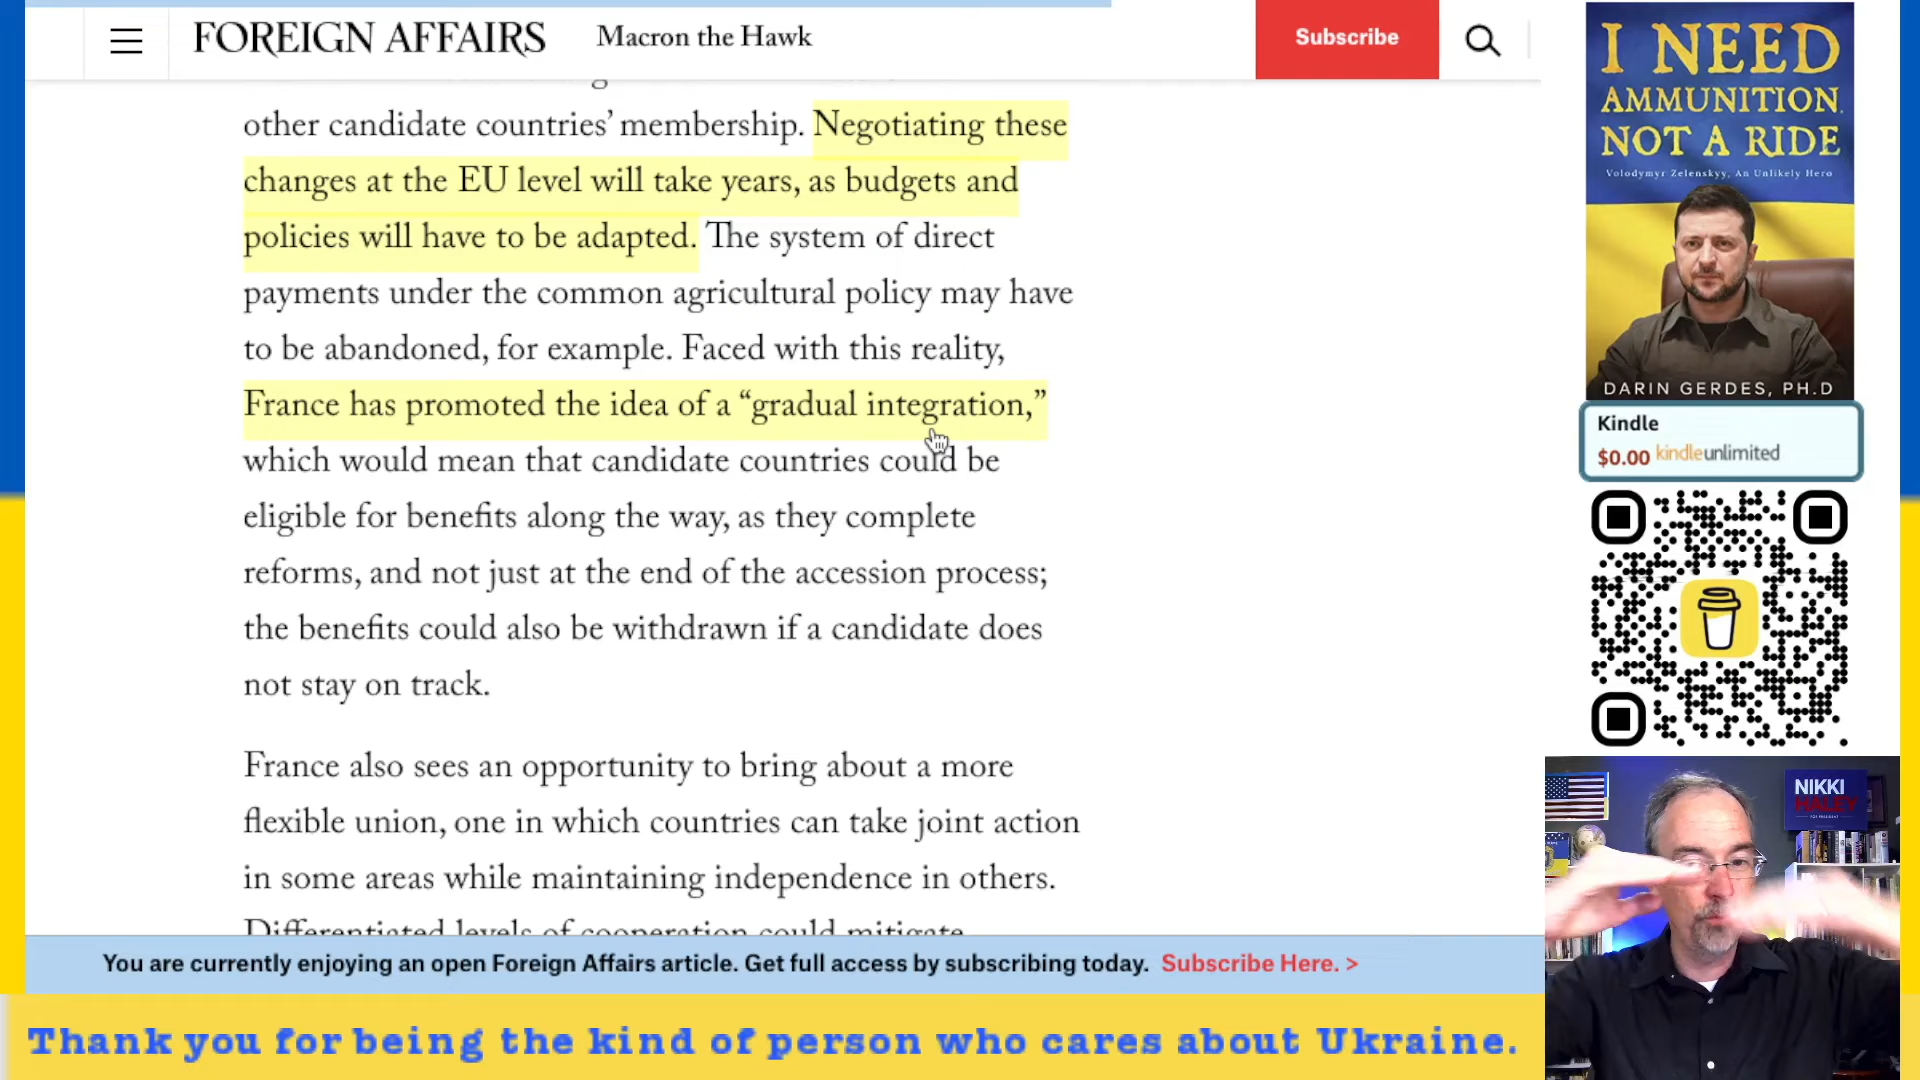 FOREIGN AFFAIRS
Macron the Hawk
Subscribe
other candidate countries’ membership. Negotiating these
changes at the EU level will take years, as budgets and
policies will have to be adapted. The system of direct
payments under the common agricultural policy may have
to be abandoned, for example. Faced with this reality,
France has promoted the idea of a “gradual integration,”
which would mean that candidate countries could be
eligible for benefits along the way, as they complete
reforms, and not just at the end of the accession process;
the benefits could also be withdrawn if a candidate does
not stay on track.
France also sees an opportunity to bring about a more
flexible union, one in which countries can take joint action
in some areas while maintaining independence in others.
Differentiated levels of cooperation could mitigate
You are currently enjoying an open Foreign Affairs article. Get full access by subscribing today. Subscribe Here. >
Thank you for being the kind of person who cares about Ukraine.
I NEED
AMMUNITION,
NOT A RIDE
Volodymyr Zelenskyy, An Unlikely Hero
DARIN GERDES, PH.D
Kindle
$0.00 kindleunlimited
NIKKI
HALEY